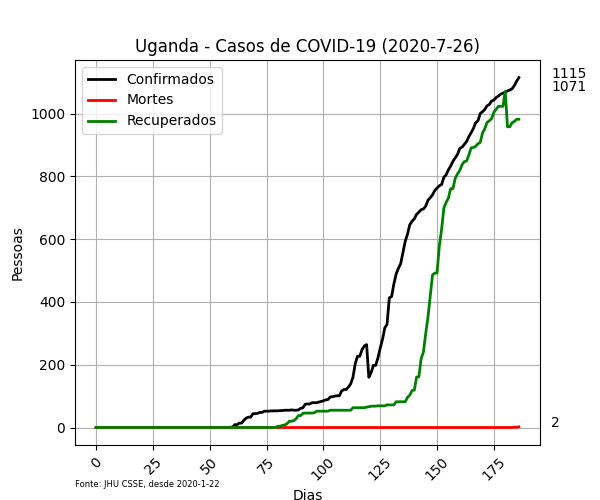 Uganda - Casos de COVID-19 (2020-7-26)
Confirmados
Mortes
Recuperados
1115
1071
2
Pessoas
1000
800
600
400
200
0
0
25
50
75
100
125
150
175
Dias
Fonte: JHU CSSE, desde 2020-1-22